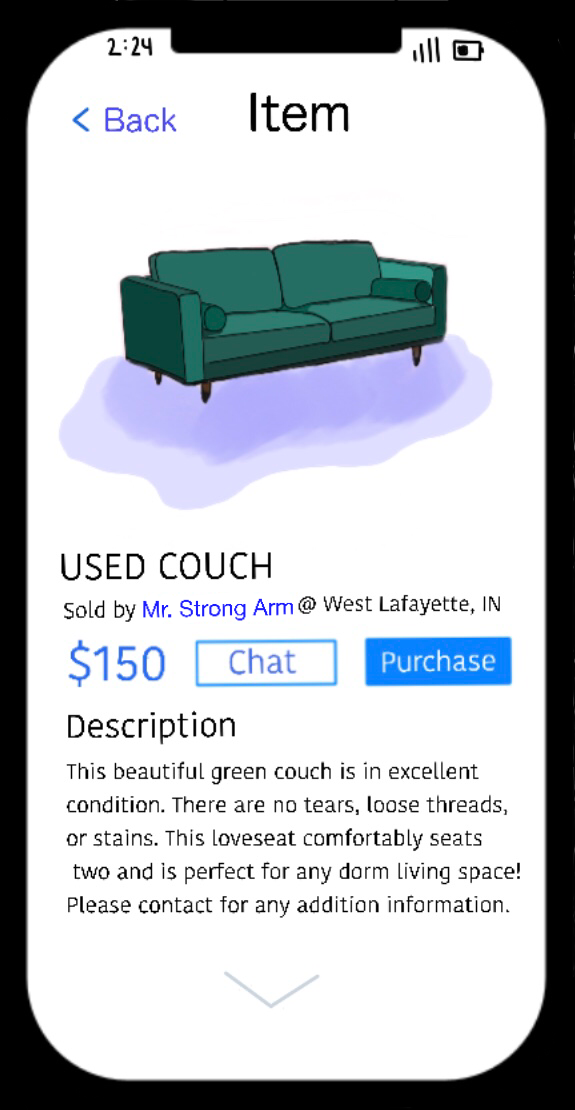 2:24
< Back
Item
USED COUCH
Sold by Mr. Strong Arm @ West Lafayette, IN
$150
Chat
Purchase
Description
This beautiful green couch is in excellent
condition. There are no tears, loose threads,
or stains. This loveseat comfortably seats
two and is perfect for any dorm living space!
Please contact for any addition information.